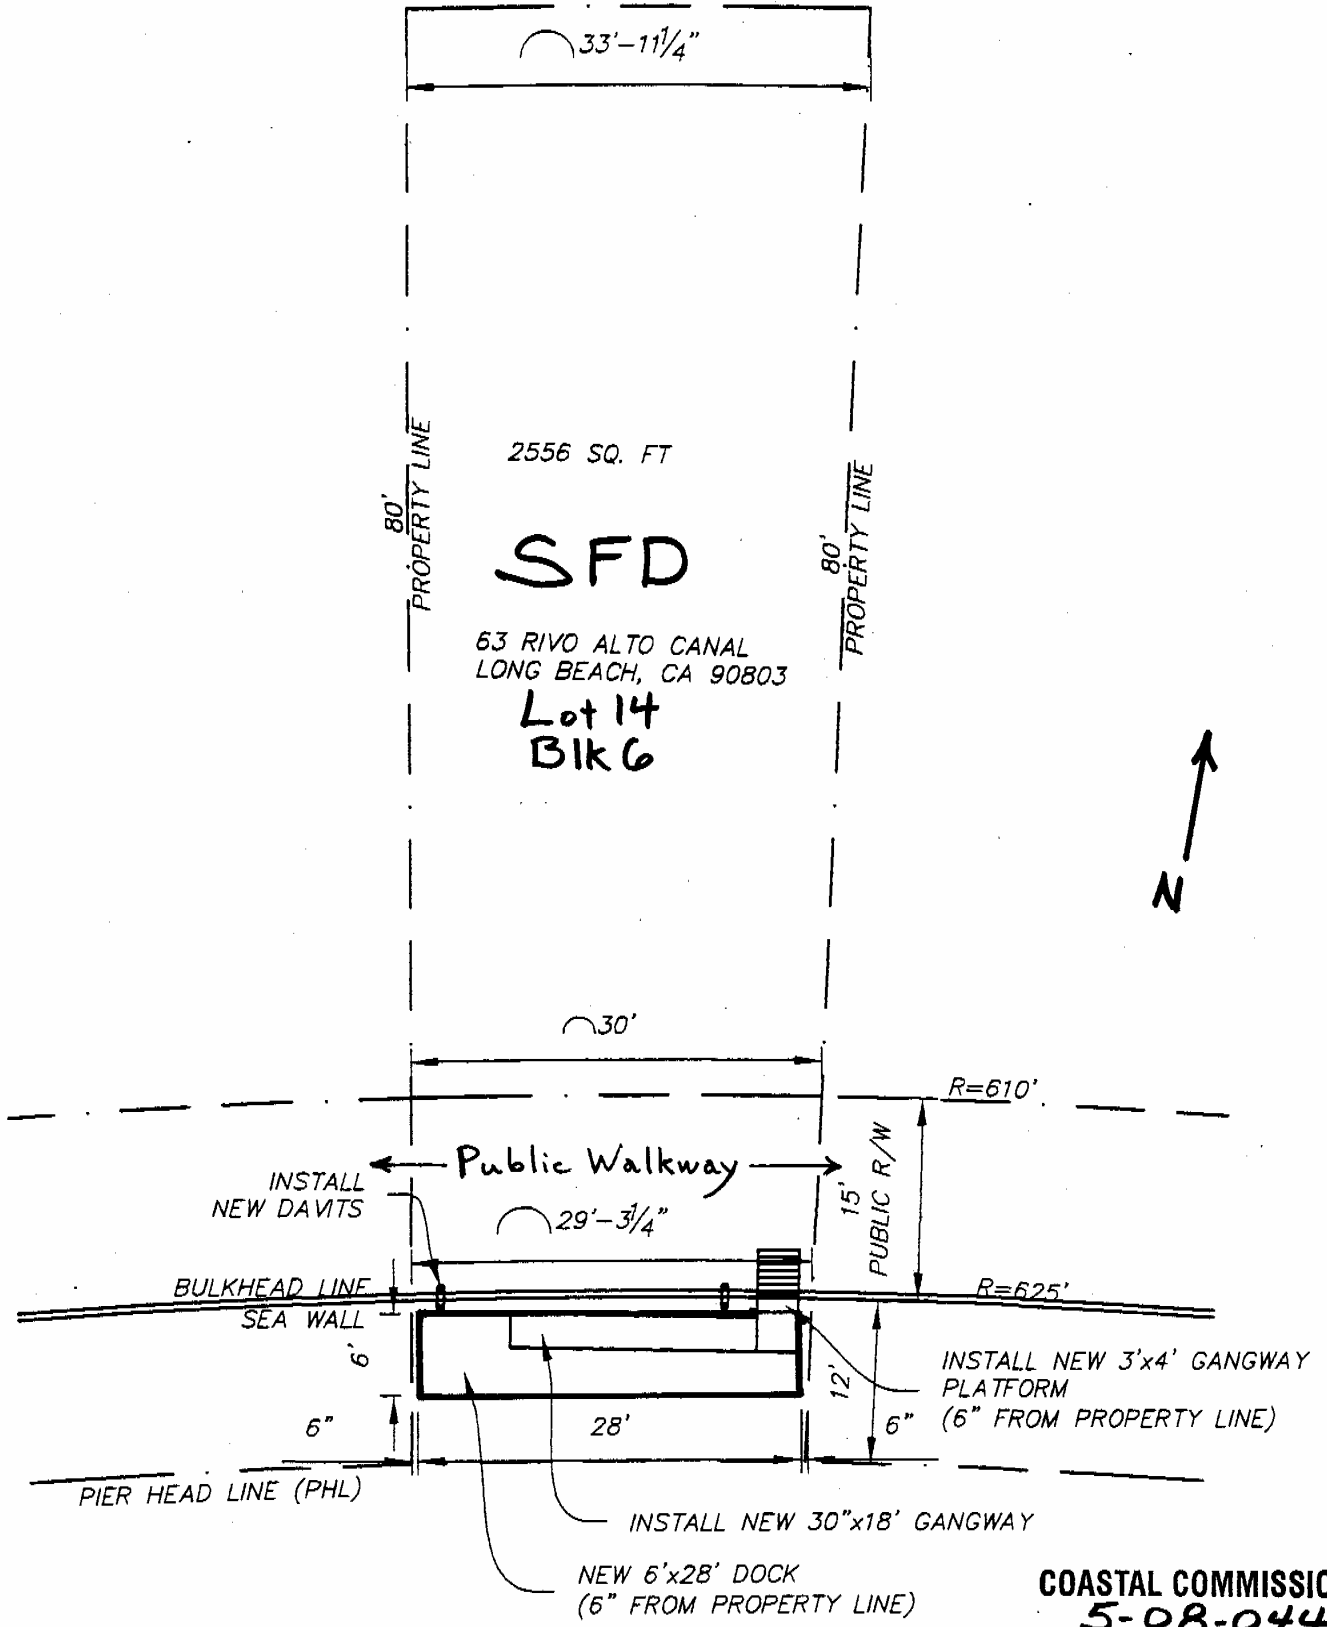 33'-11 1/4"
2556 SQ. FT
80'
PROPERTY LINE
80'
PROPERTY LINE
SFD
63 RIVO ALTO CANAL
LONG BEACH, CA 90803
Lot 14
Blk 6
N
30'
R=610'
Public Walkway
INSTALL
NEW DAVITS
15'
PUBLIC R/W
29'-3 1/4"
BULKHEAD LINE
SEA WALL
R=625'
6'
12'
INSTALL NEW 3'x4' GANGWAY
PLATFORM
(6" FROM PROPERTY LINE)
6"
28'
6"
PIER HEAD LINE (PHL)
INSTALL NEW 30"x18' GANGWAY
NEW 6'x28' DOCK
(6" FROM PROPERTY LINE)
COASTAL
5-08-044